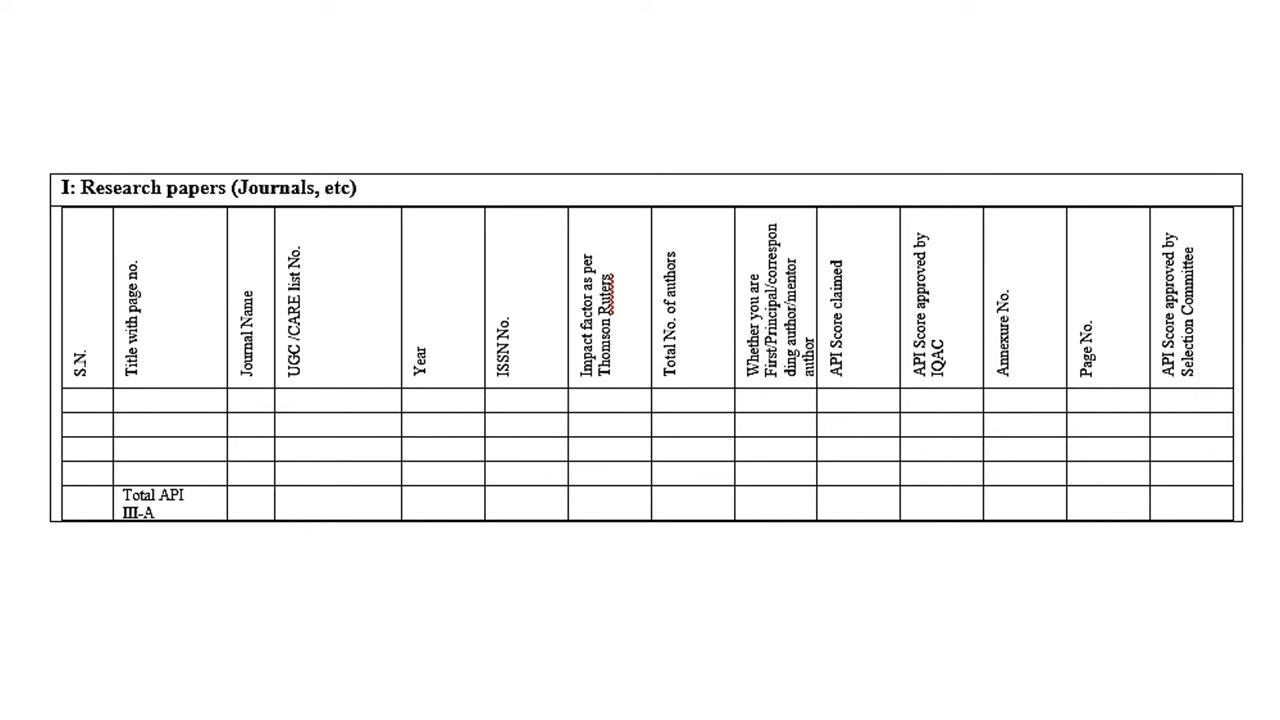 I: Research papers (Journals, etc)
S.N.
Title with page no.
Journal Name
UGC /CARE list No.
Year
ISSN No.
Impact factor as per
Thomson Ruters
Total No. of authors
Whether you are
First/Principal/correspon
ding author/mentor
author
API Score claimed
API Score approved by
IQAC
Annexure No.
Page No.
API Score approved by
Selection Committee
Total API
III-A